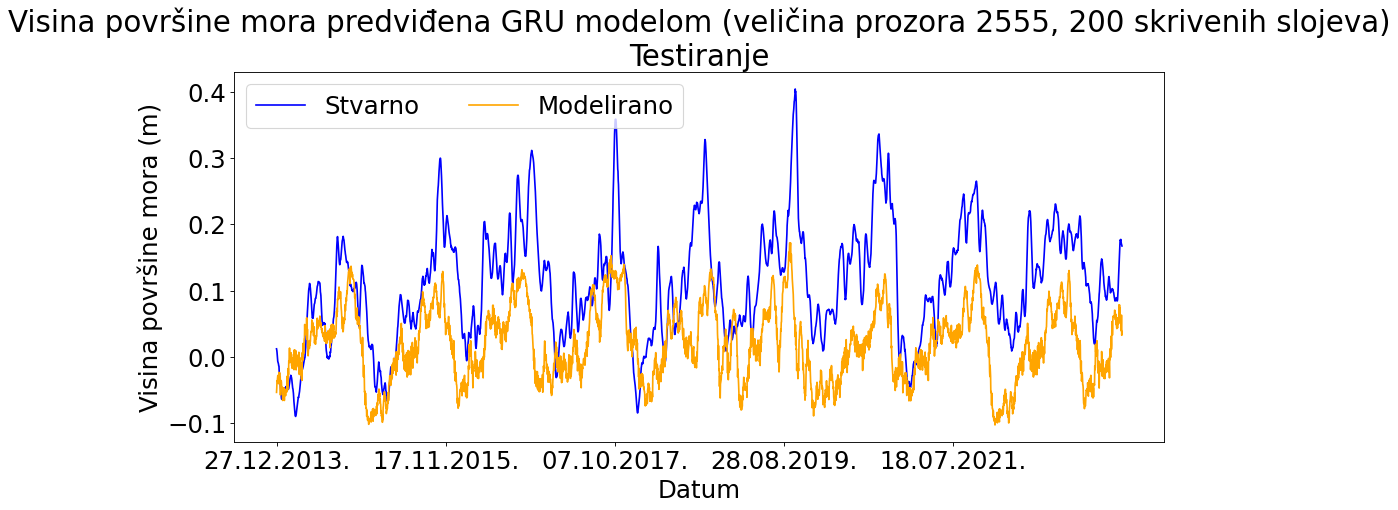 Visina površine mora predviđena GRU modelom (veličina prozora 2555, 200 skrivenih slojeva)
Testiranje
Stvarno
Modelirano
Visina površine mora (m)
0.4
0.3
0.2
0.1
0.0
−0.1
27.12.2013.
17.11.2015.
07.10.2017.
28.08.2019.
18.07.2021.
Datum